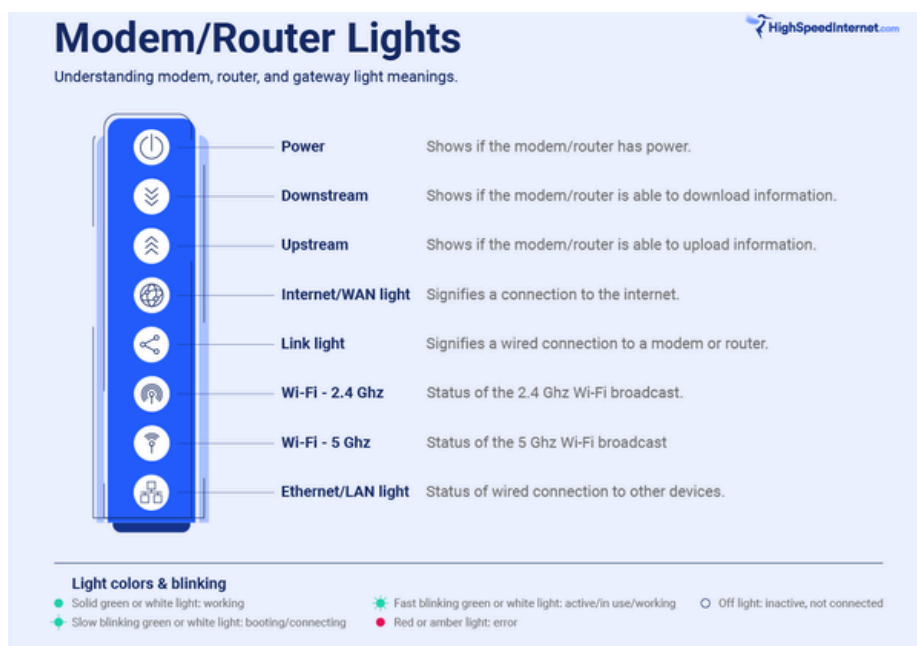 Modem/Router Lights
HighSpeedInternet.com
Understanding modem, router, and gateway light meanings.
Power Shows if the modem/router has power.
Downstream Shows if the modem/router is able to download information.
Upstream Shows if the modem/router is able to upload information.
Internet/WAN light Signifies a connection to the internet.
Link light Signifies a wired connection to a modem or router.
Wi-Fi - 2.4 Ghz Status of the 2.4 Ghz Wi-Fi broadcast.
Wi-Fi - 5 Ghz Status of the 5 Ghz Wi-Fi broadcast
Ethernet/LAN light Status of wired connection to other devices.
Light colors & blinking
Solid green or white light: working Fast blinking green or white light: active/in use/working Off light: inactive, not connected
Slow blinking green or white light: booting/connecting Red or amber light: error